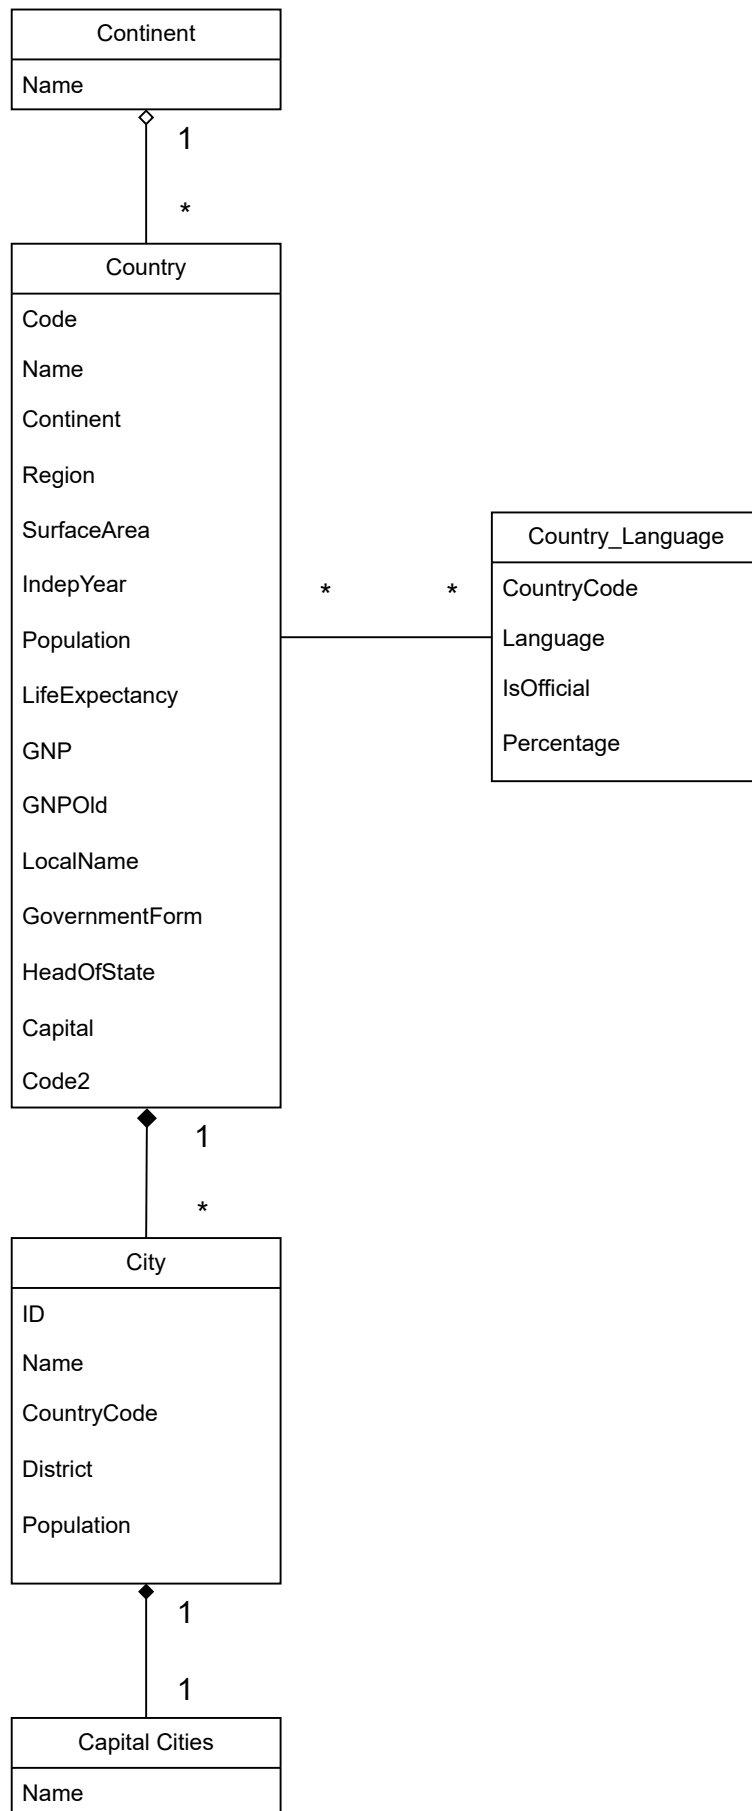 Continent
Name
1
*
Country
Code
Name
Continent
Region
SurfaceArea
IndepYear
Population
LifeExpectancy
GNP
GNPOld
LocalName
GovernmentForm
HeadOfState
Capital
Code2
* *
Country_Language
CountryCode
Language
IsOfficial
Percentage
1
*
City
ID
Name
CountryCode
District
Population
1
1
Capital Cities
Name